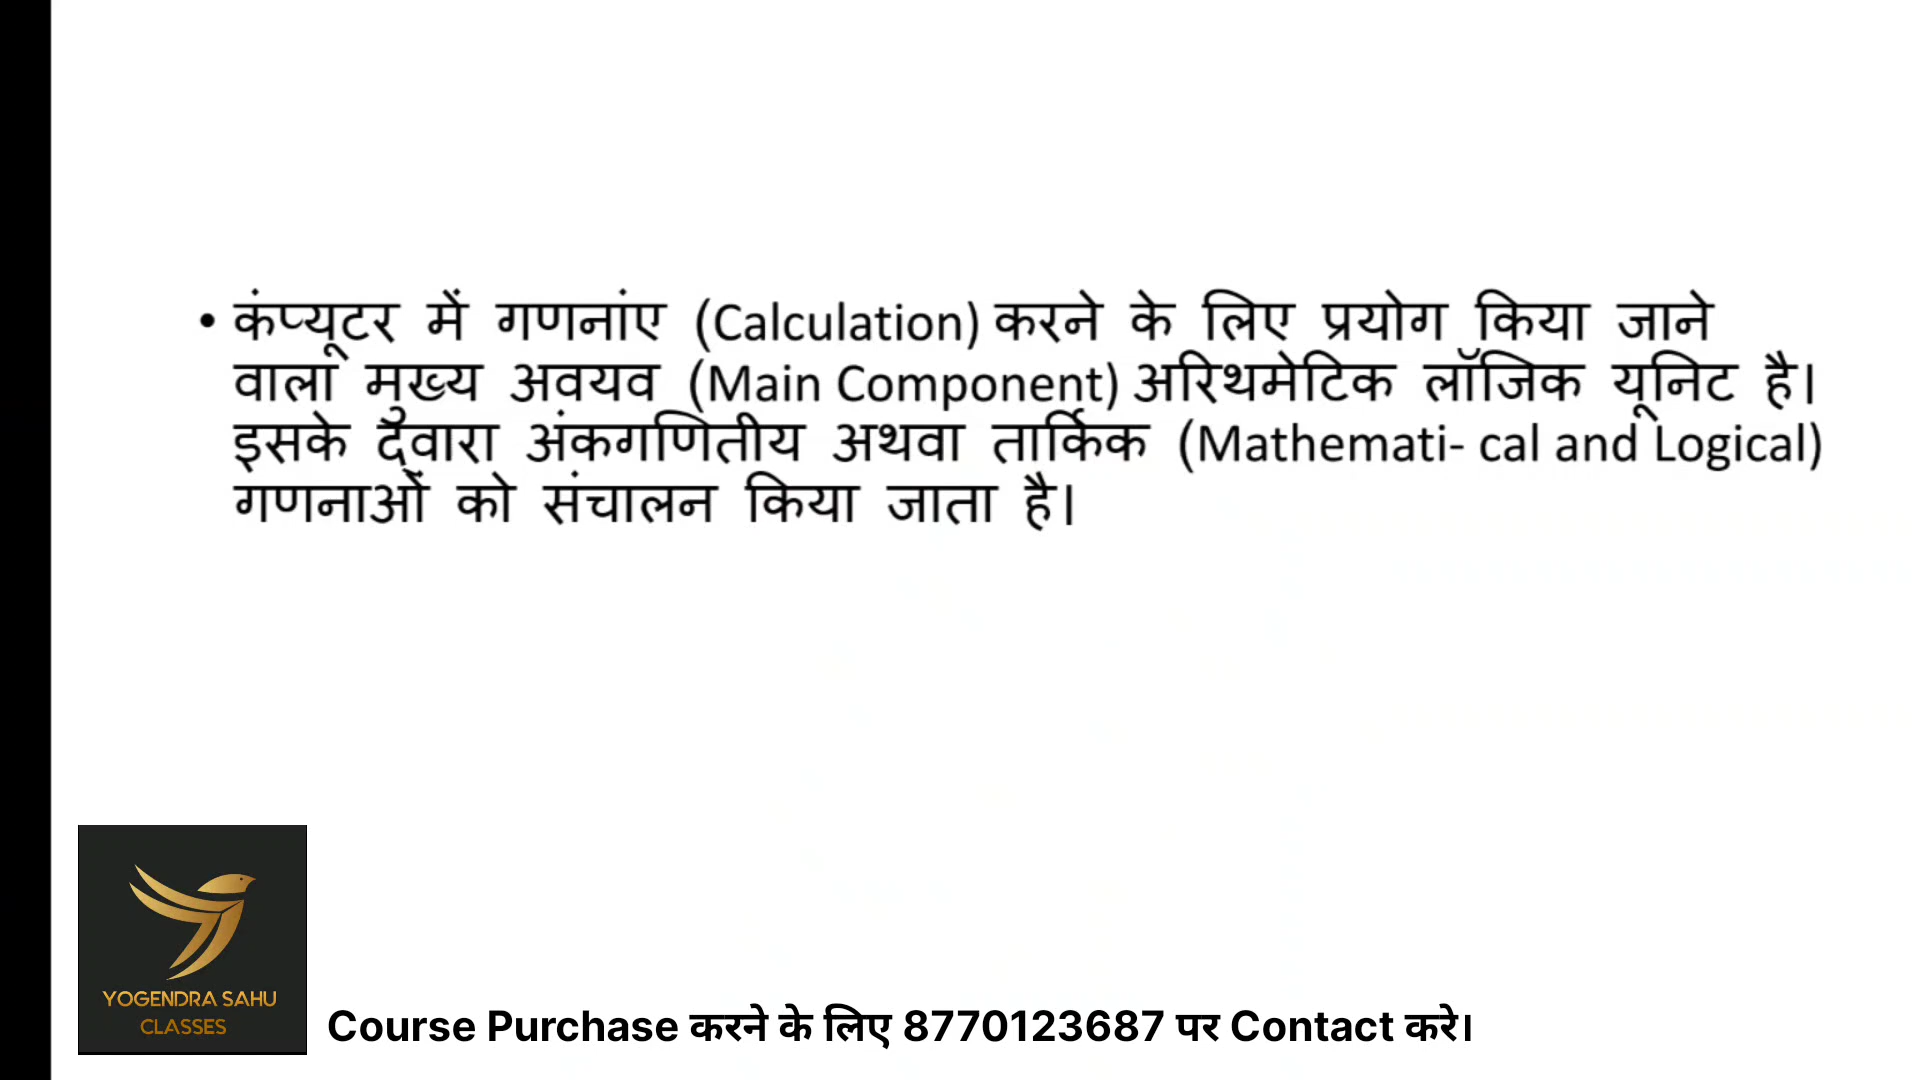 • कंप्यूटर में गणनांए (Calculation) करने के लिए प्रयोग किया जाने
वाला मुख्य अवयव (Main Component) अरिथमेटिक लॉजिक यूनिट है।
इसके द्वारा अंकगणितीय अथवा तार्किक (Mathemati- cal and Logical)
गणनाओं को संचालन किया जाता है।
YOGENDRA SAHU
CLASSES
Course Purchase करने के लिए 8770123687 पर Contact करे।